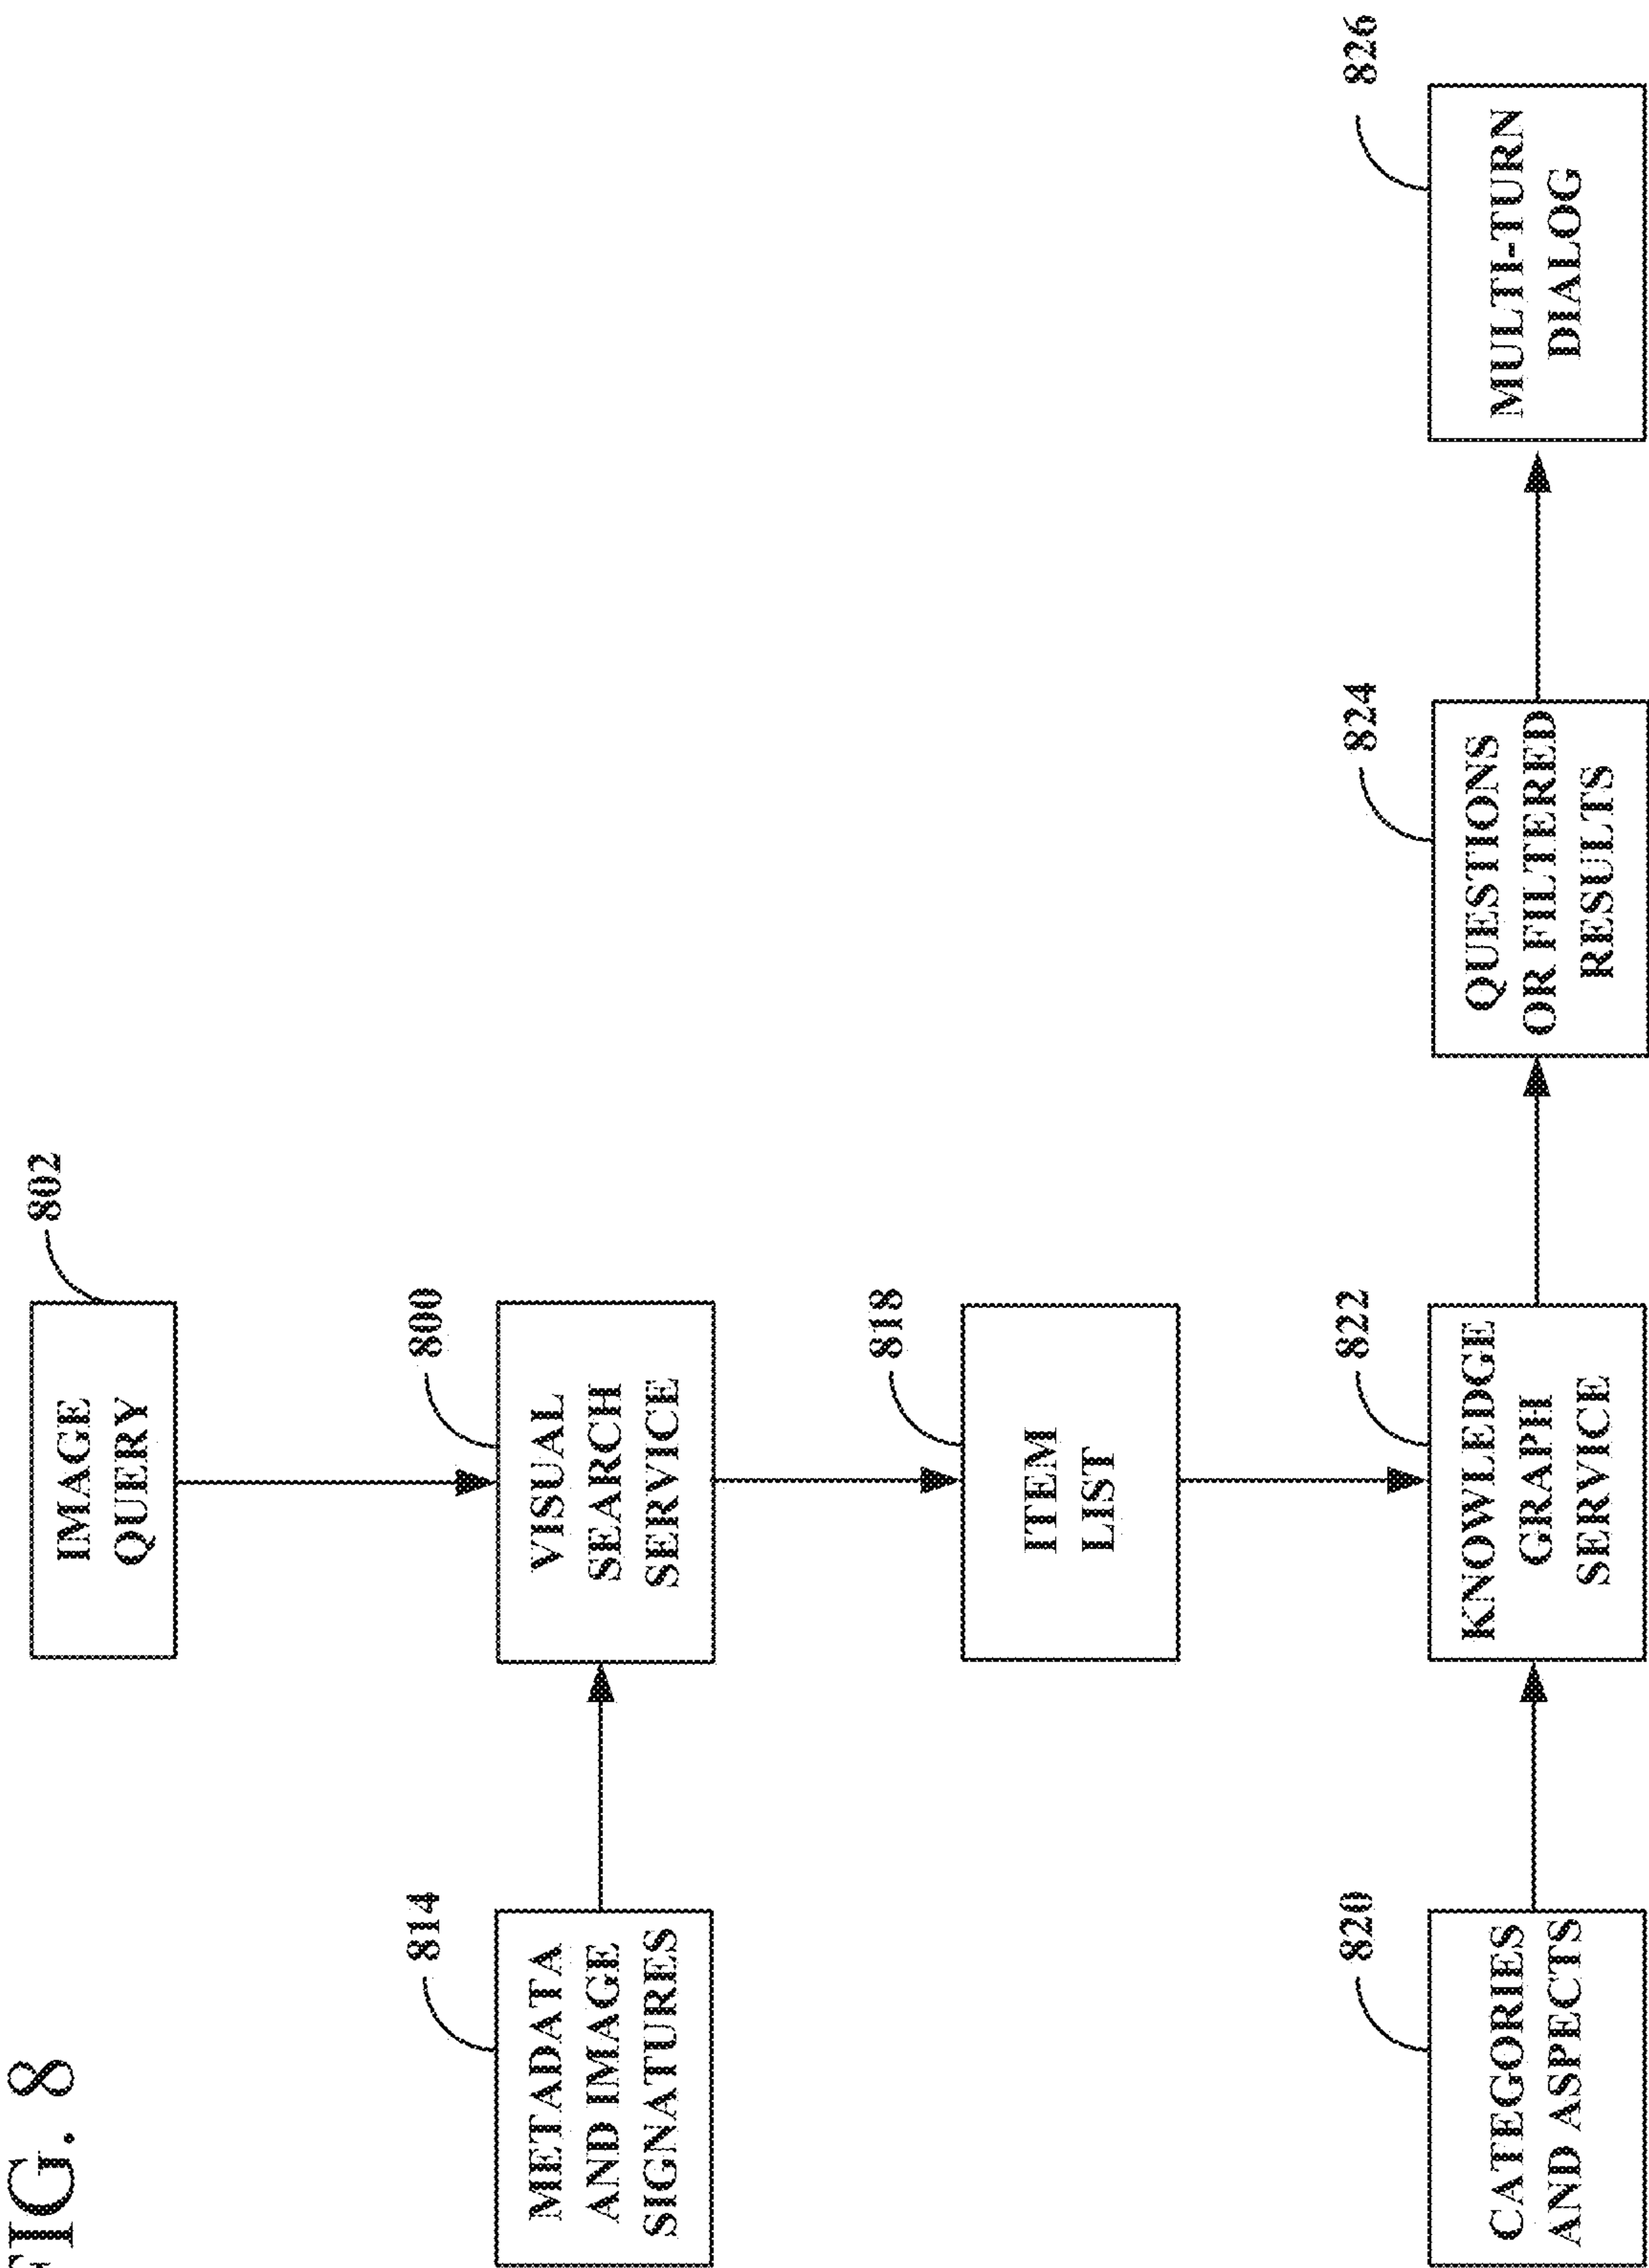 FIG. 8
802
IMAGE
QUERY
814
METADATA
AND IMAGE
SIGNATURES
800
VISUAL
SEARCH
SERVICE
818
ITEM
LIST
820
CATEGORIES
AND ASPECTS
822
KNOWLEDGE
GRAPH
SERVICE
824
QUESTIONS
OR FILTERED
RESULTS
826
MULTI-TURN
DIALOG